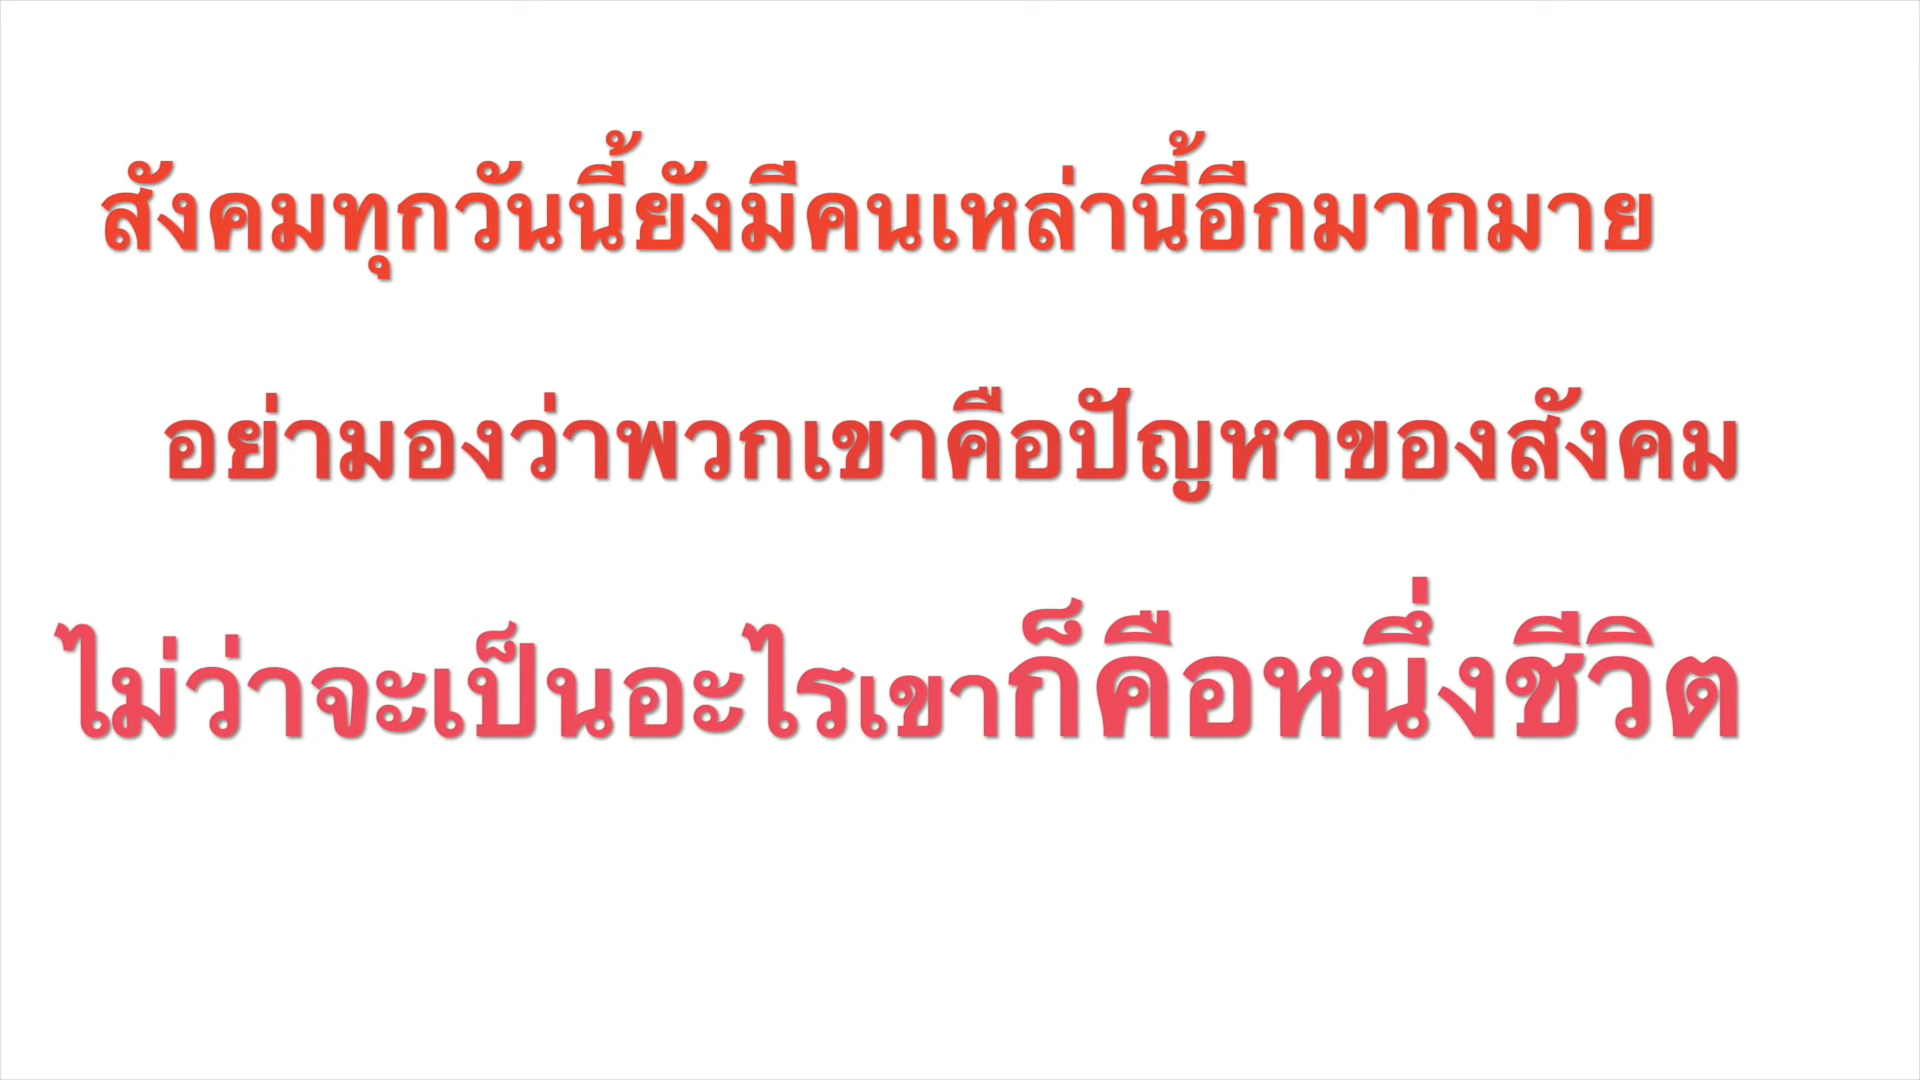 สังคมทุกวันนี้ยังมีคนเหล่านี้อีกมากมาย
อย่ามองว่าพวกเขาคือปัญหาของสังคม
ไม่ว่าจะเป็นอะไรเขาก็คือหนึ่งชีวิต